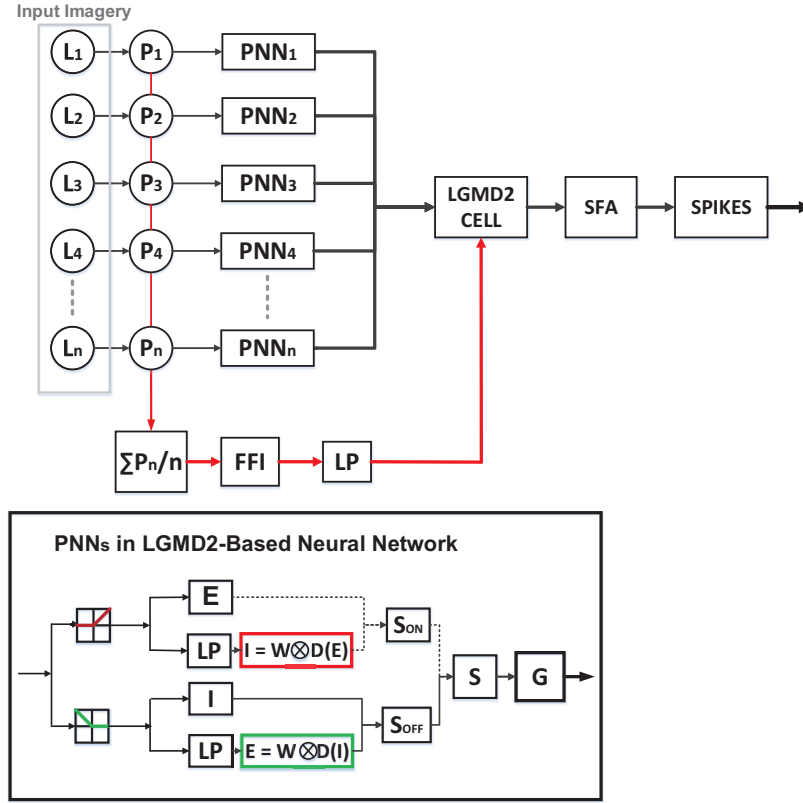 Input Imagery
L1 P1 PNN1
L2 P2 PNN2
L3 P3 PNN3
L4 P4 PNN4
Ln Pn PNNn
LGMD2
CELL
SFA
SPIKES
∑Pn/n
FFI
LP
PNNs in LGMD2-Based Neural Network
E
LP
I = W⊗D(E)
SON
I
LP
E = W⊗D(I)
SOFF
S
G